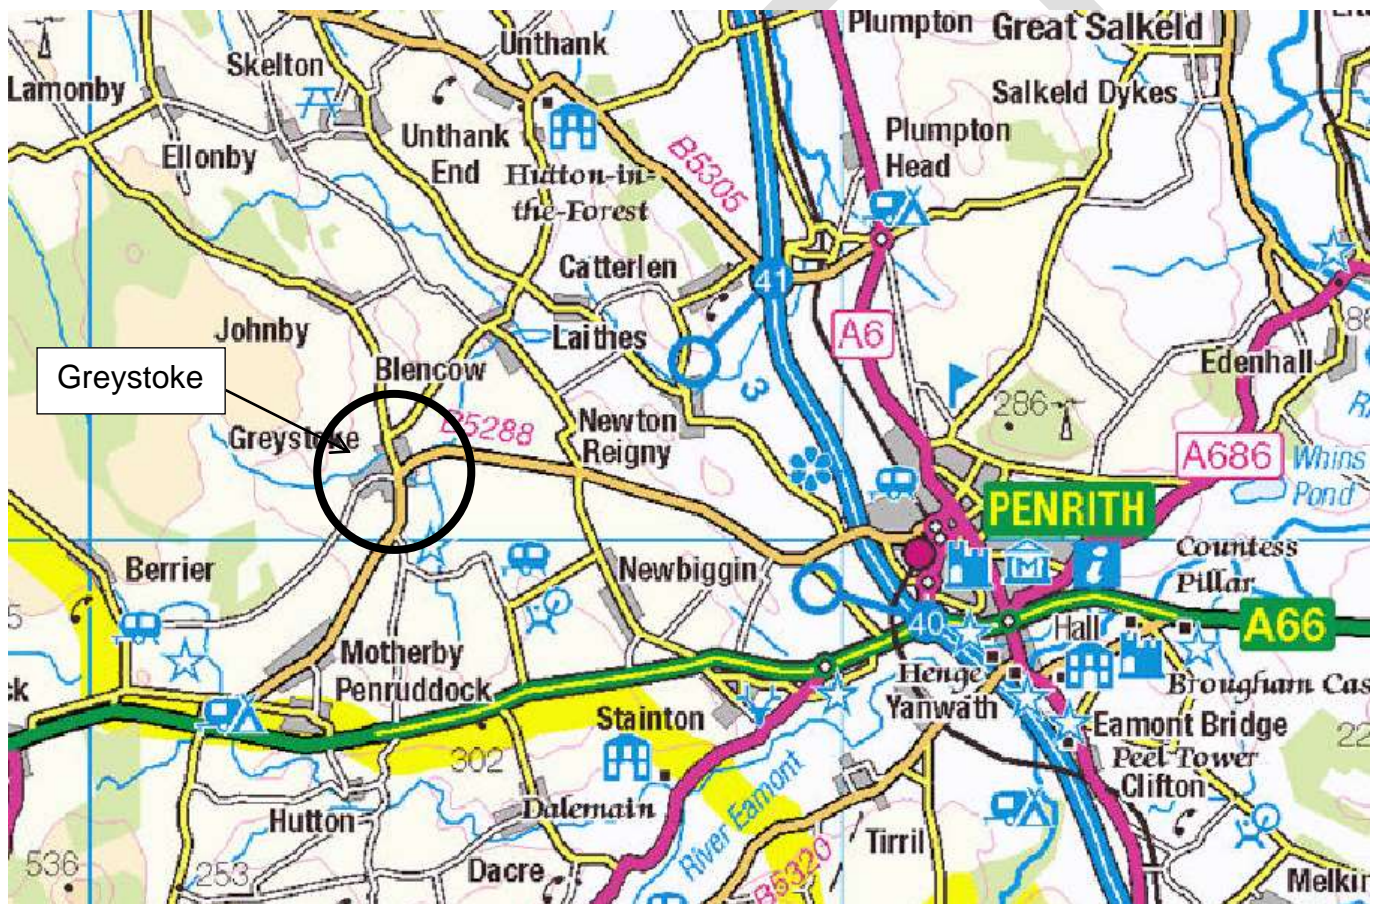 Plumpton
Great Salkeld
Unthank
Skelton
Lamonby
Salkeld Dykes
Unthank
End
Plumpton
Head
B5305
Ellonby
Hutton-in-
the-Forest
Catterlen
41
A6
Johnby
Laithes
Edenhall
Greystoke
Blencow
3
286
Greystoke
B5288
Newton
Reigny
A686
Whins
Pond
PENRITH
M
i
Countess
Pillar
Berrier
Newbiggin
40
Hall
A66
Motherby
Penruddock
Henge
Yanwath
Brougham Cas
Stainton
Eamont Bridge
302
Peel Tower
Clifton
Dalemain
River Eamont
Hutton
Tirril
536
253
Dacre
B5320
Melkin